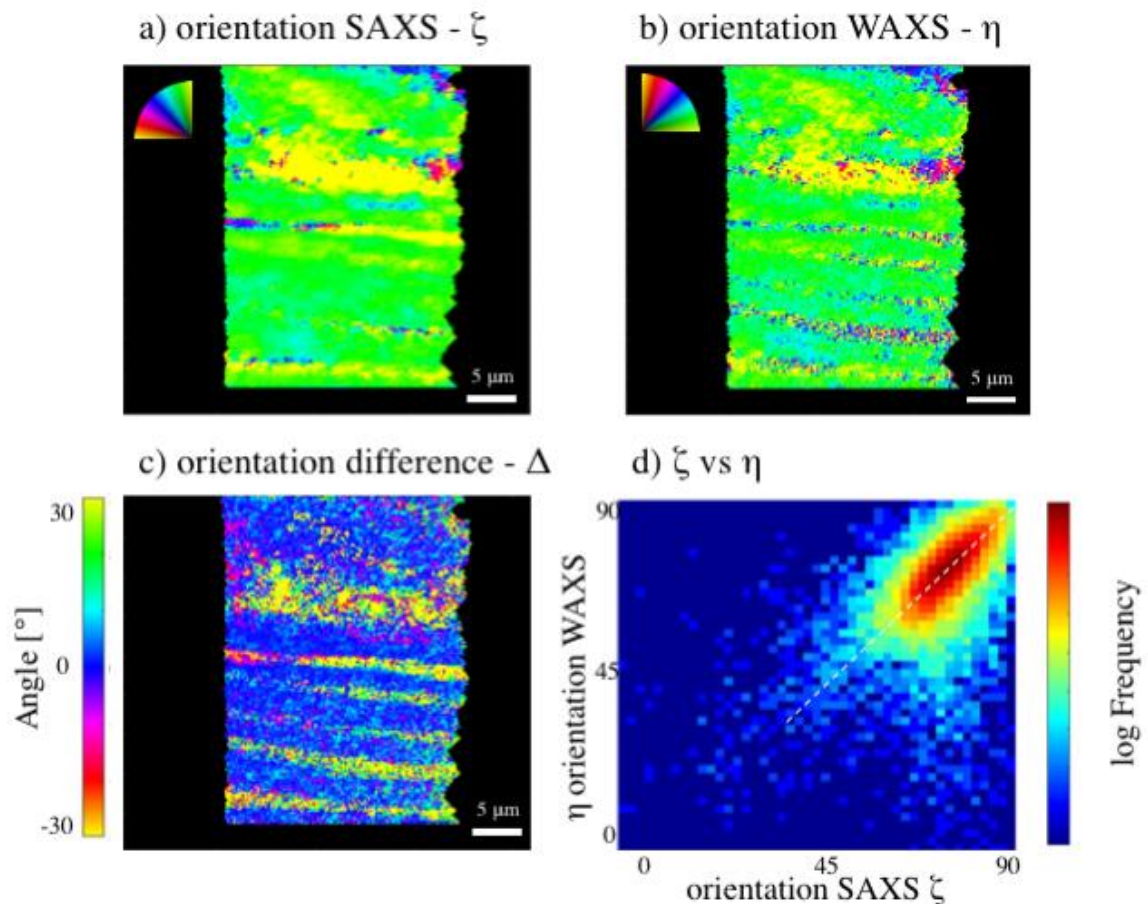 a) orientation SAXS - ζ
b) orientation WAXS - η
5 μm
5 μm
c) orientation difference - Δ
d) ζ vs η
30
0
-30
Angle [°]
5 μm
90
45
0
η orientation WAXS
0
45
90
orientation SAXS ζ
log Frequency